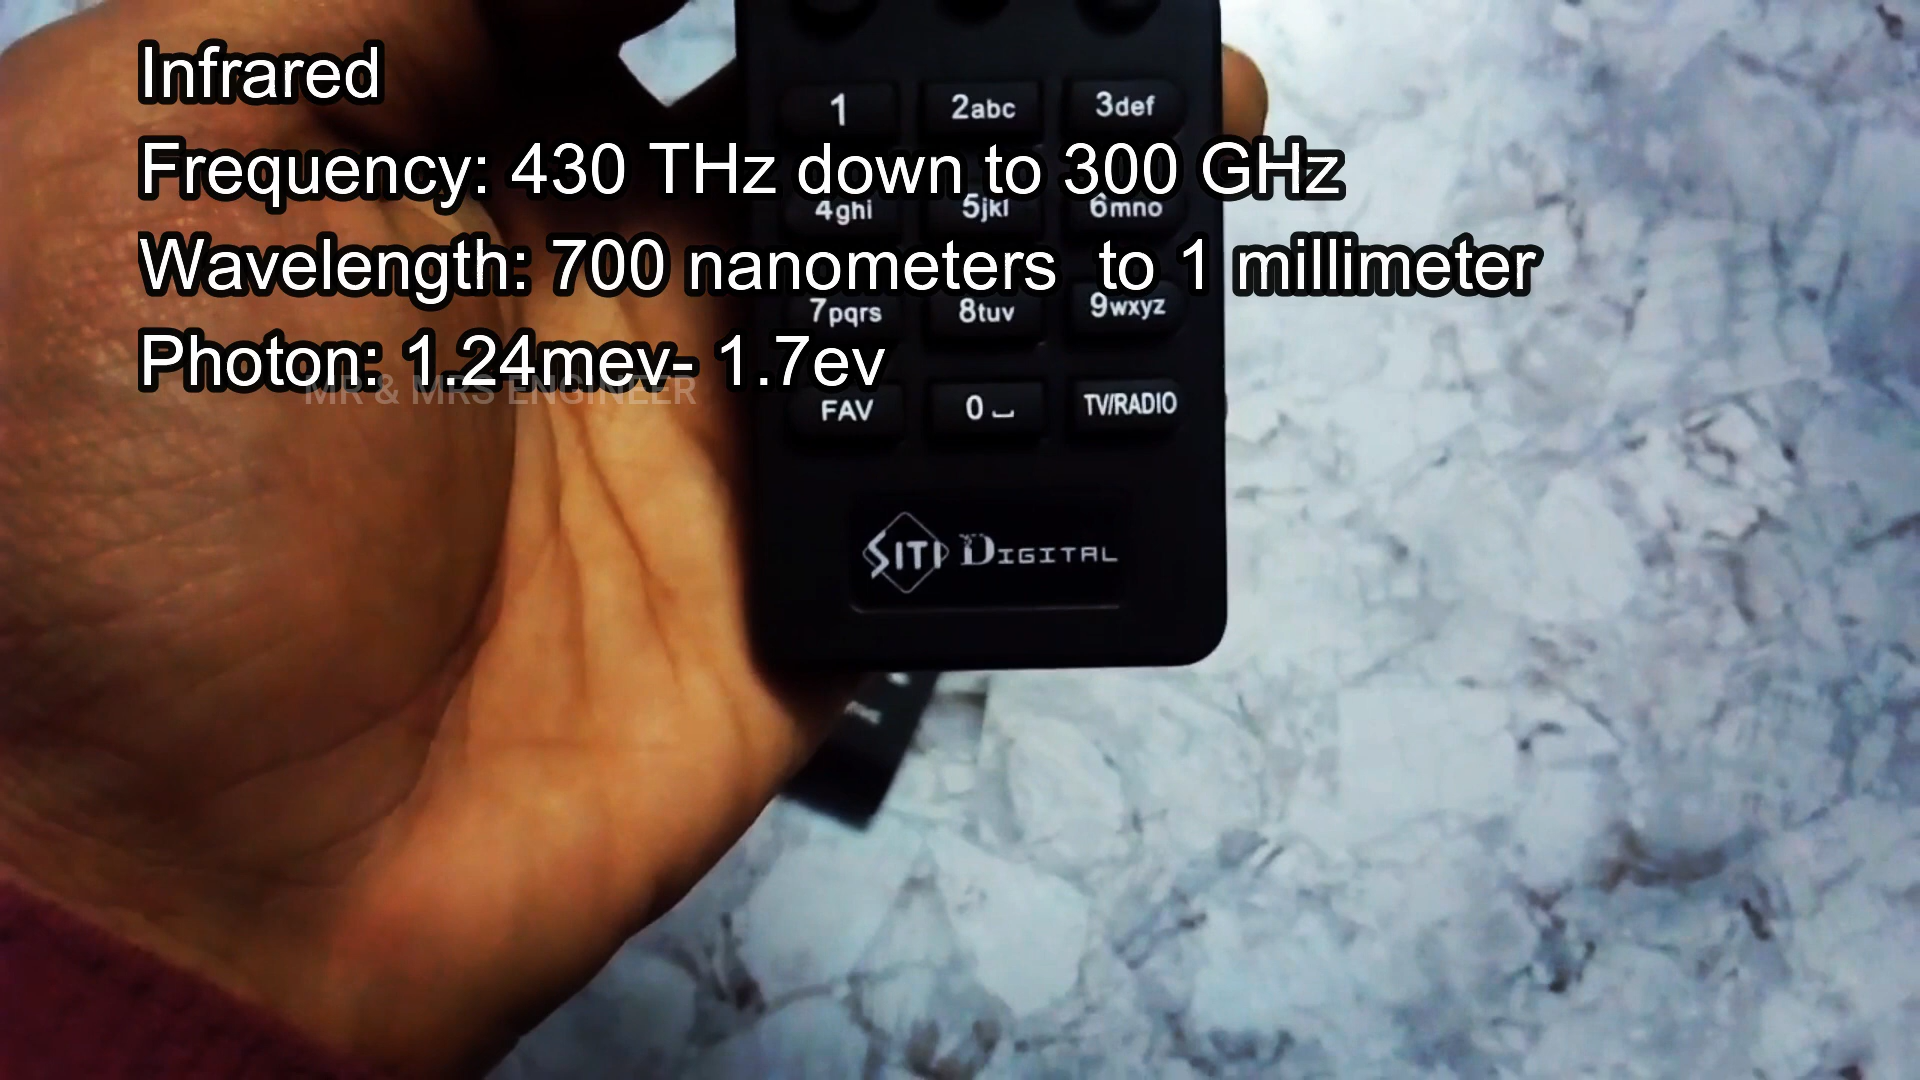 Infrared
Frequency: 430 THz down to 300 GHz
Wavelength: 700 nanometers to 1 millimeter
Photon: 1.24mev- 1.7ev
MR & MRS ENGINEER
1 2abc 3def
4ghi 5jkl 6mno
7pqrs 8tuv 9wxyz
FAV 0 TV/RADIO
SITI DIGITAL